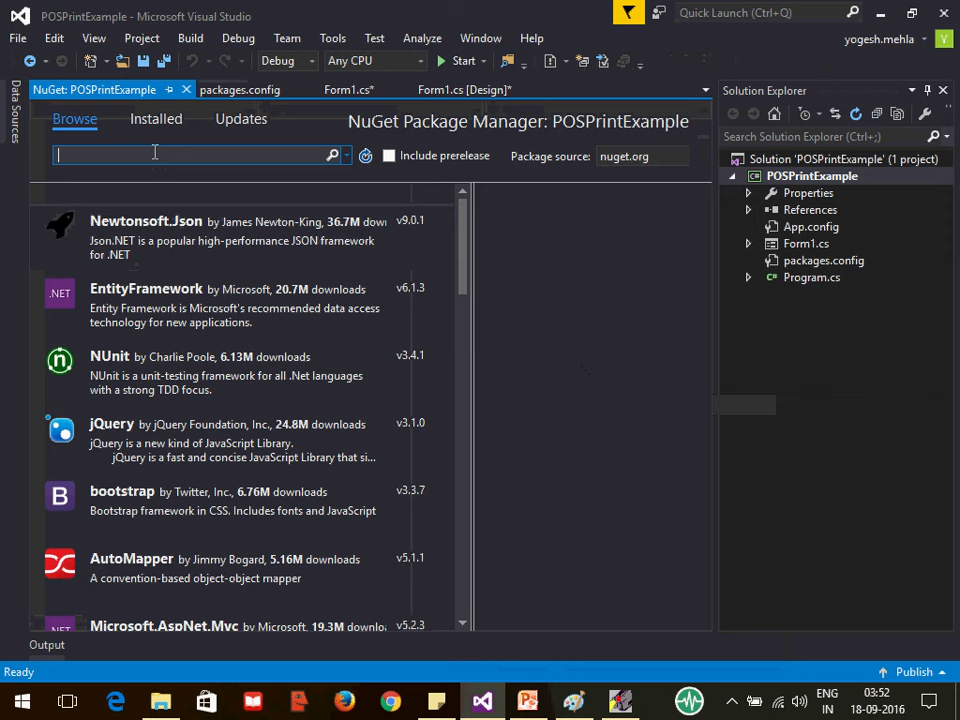 POSPrintExample - Microsoft Visual Studio
Quick Launch (Ctrl+Q)
File Edit View Project Build Debug Team Tools Test Analyze Window Help
yogesh.mehla Y
Debug Any CPU Start
Data Sources
NuGet: POSPrintExample packages.config Form1.cs* Form1.cs [Design]*
Browse Installed Updates
NuGet Package Manager: POSPrintExample
Include prerelease Package source: nuget.org
Newtonsoft.Json by James Newton-King, 36.7M dow v9.0.1
Json.NET is a popular high-performance JSON framework
for .NET
.NET
EntityFramework by Microsoft, 20.7M downloads v6.1.3
Entity Framework is Microsoft's recommended data access
technology for new applications.
n
NUnit by Charlie Poole, 6.13M downloads v3.4.1
NUnit is a unit-testing framework for all .Net languages
with a strong TDD focus.
jQuery by jQuery Foundation, Inc., 24.8M downloads v3.1.0
jQuery is a new kind of JavaScript Library.
jQuery is a fast and concise JavaScript Library that si...
B
bootstrap by Twitter, Inc., 6.76M downloads v3.3.7
Bootstrap framework in CSS. Includes fonts and JavaScript
AutoMapper by Jimmy Bogard, 5.16M downloads v5.1.1
A convention-based object-object mapper
.NET
Microsoft.AspNet.Mvc by Microsoft, 19.3M downloa v5.2.3
Solution Explorer
Search Solution Explorer (Ctrl+;)
Solution 'POSPrintExample' (1 project)
C# POSPrintExample
Properties
References
App.config
Form1.cs
packages.config
C# Program.cs
Output
Ready
Publish
ENG
IN
03:52
18-09-2016